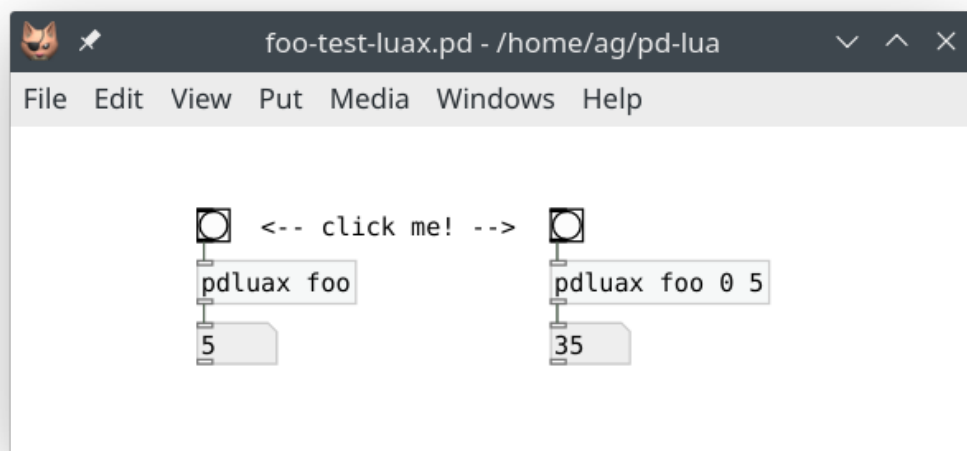 foo-test-luax.pd - /home/ag/pd-lua
File Edit View Put Media Windows Help
<-- click me! -->
pdluax foo
pdluax foo 0 5
5
35